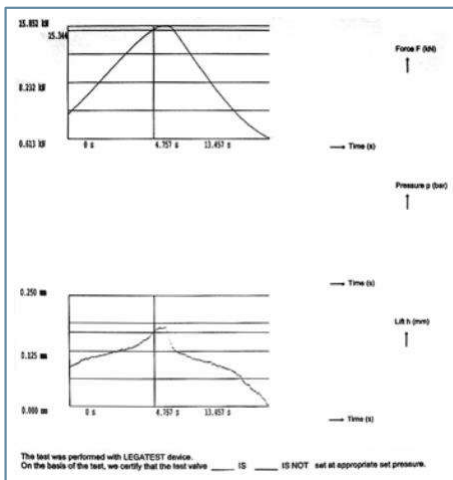 15.852 kN
15.344
Force F (kN)
8.232 kN
0.613 kN
0 s 4.757 s 13.457 s
Time (s)
Pressure p (bar)
Time (s)
0.250 mm
Lift h (mm)
0.125 mm
0.000 mm
0 s 4.757 s 13.457 s
Time (s)
The test was performed with LEGATEST device.
On the basis of the test, we certify that the test valve ____ IS ____ IS NOT set at appropriate set pressure.